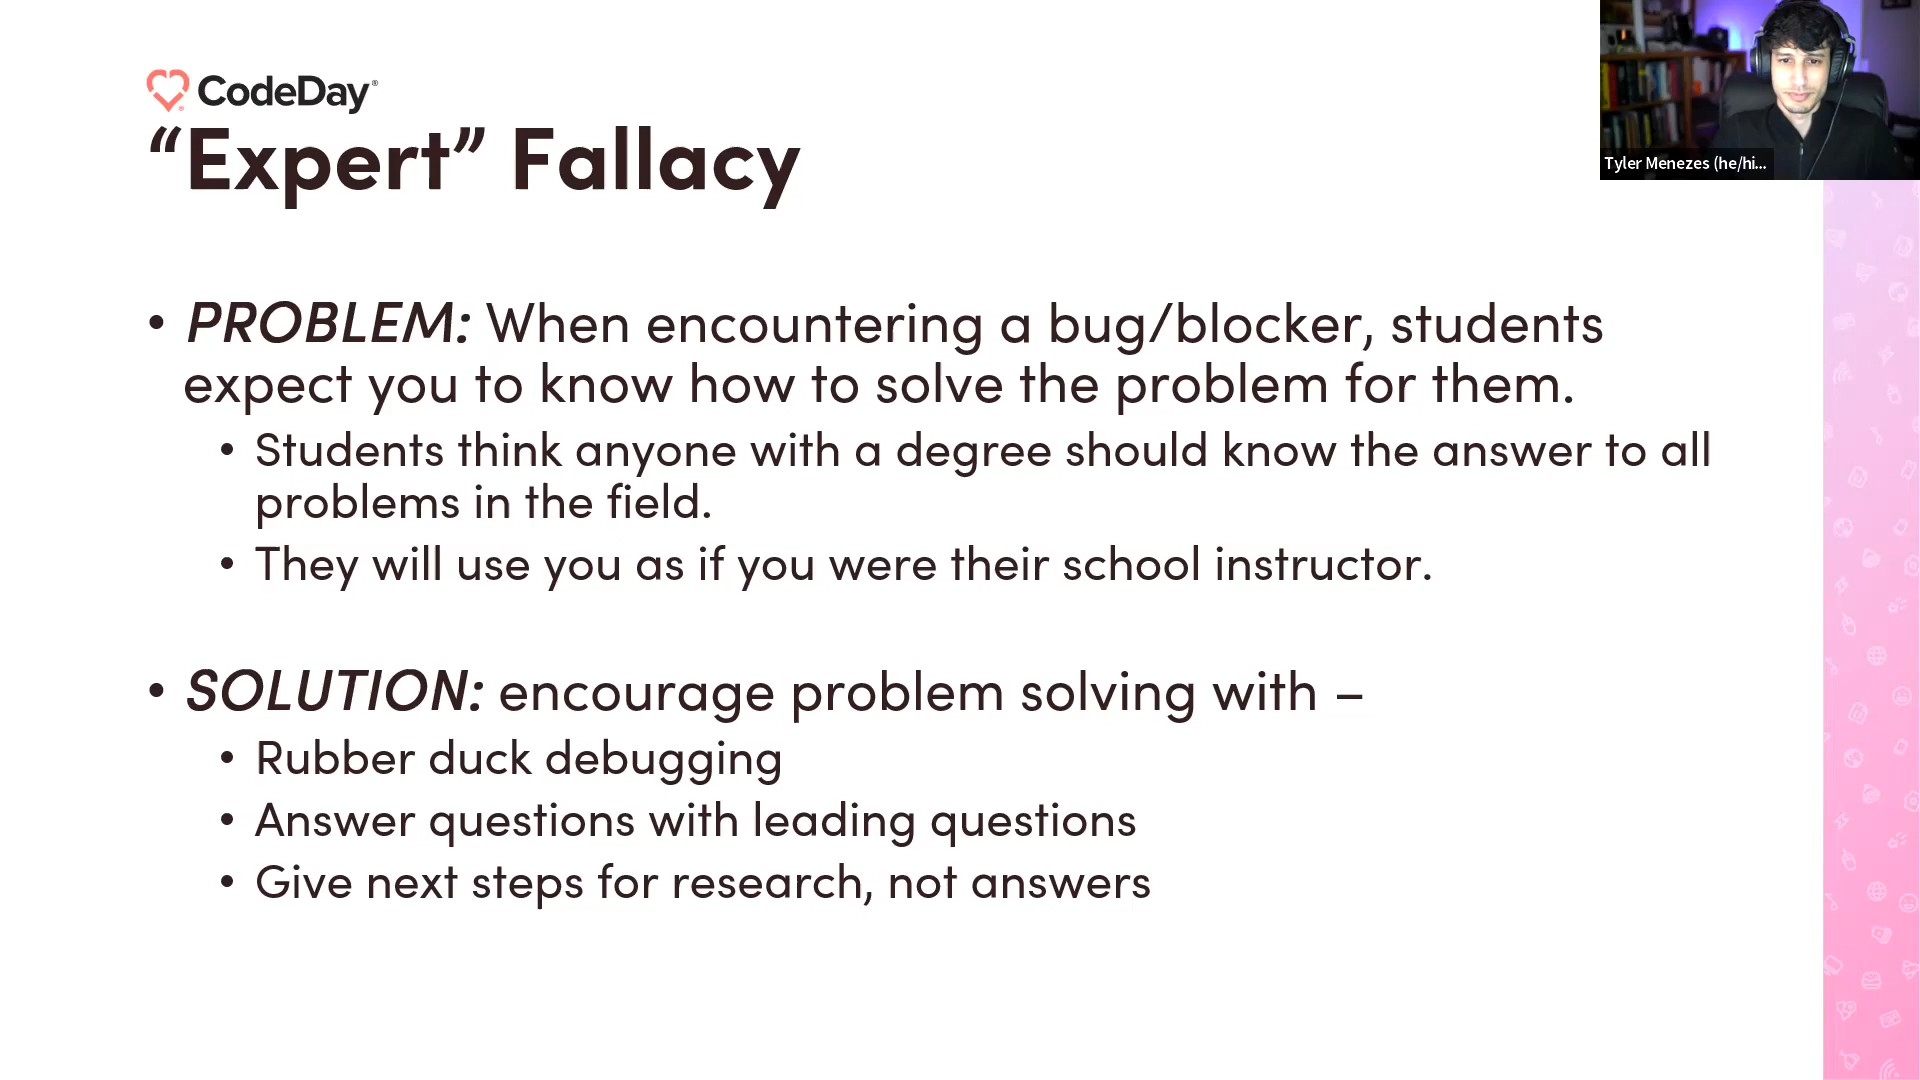 CodeDay®
“Expert” Fallacy
• PROBLEM: When encountering a bug/blocker, students
expect you to know how to solve the problem for them.
• Students think anyone with a degree should know the answer to all
problems in the field.
• They will use you as if you were their school instructor.
• SOLUTION: encourage problem solving with –
• Rubber duck debugging
• Answer questions with leading questions
• Give next steps for research, not answers
Tyler Menezes (he/hi...